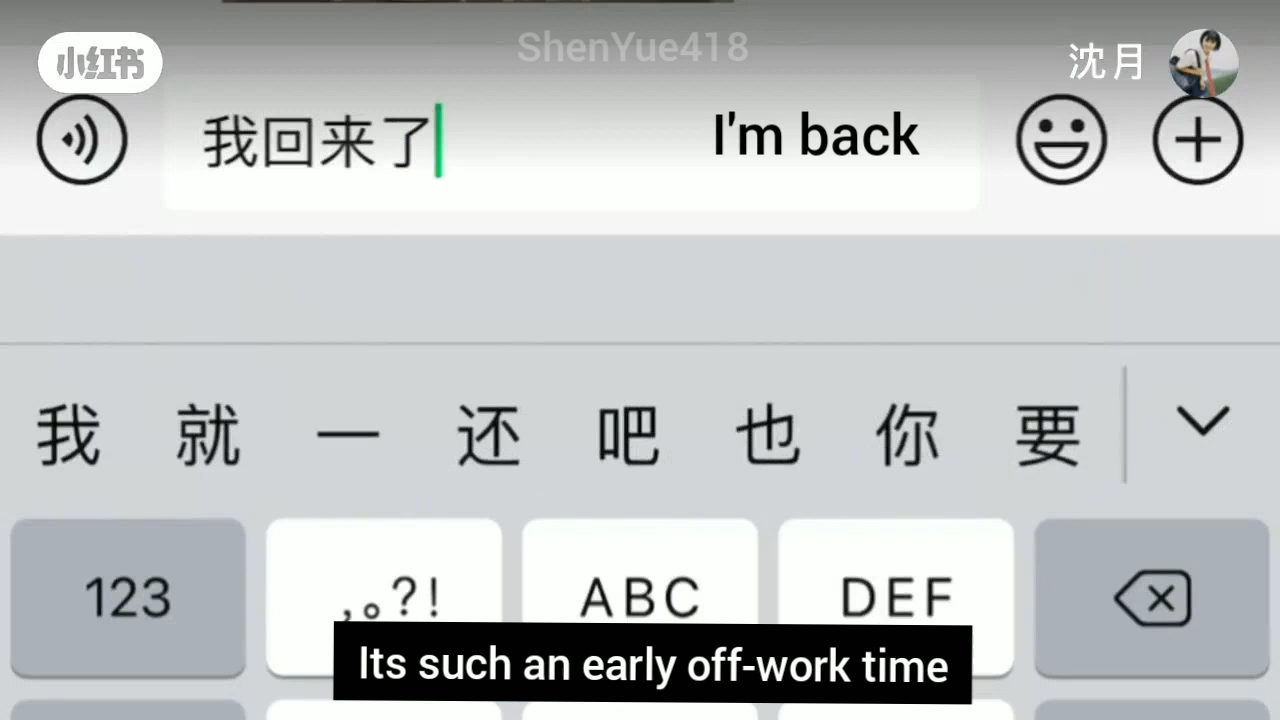 ShenYue418
小红书
沈月
我回来了
I'm back
我 就 一 还 吧 也 你 要
123
,。?!
ABC
DEF
Its such an early off-work time